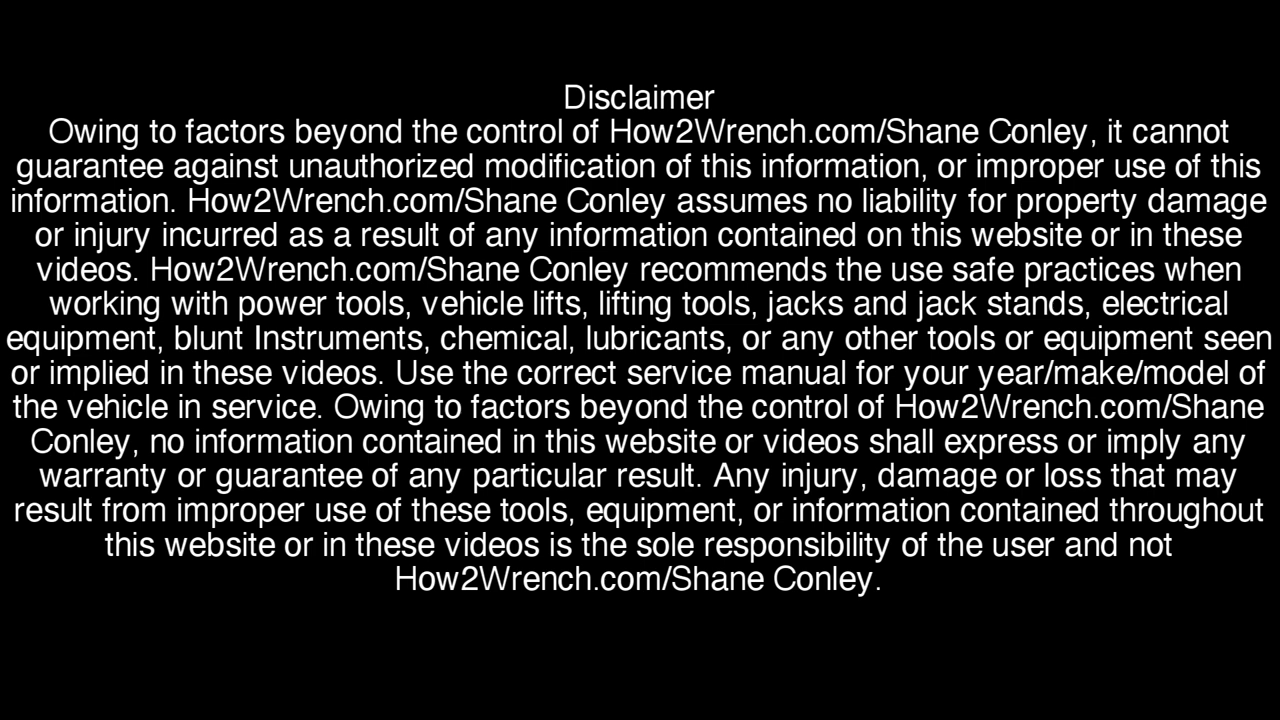 Disclaimer
Owing to factors beyond the control of How2Wrench.com/Shane Conley, it cannot
guarantee against unauthorized modification of this information, or improper use of this
information. How2Wrench.com/Shane Conley assumes no liability for property damage
or injury incurred as a result of any information contained on this website or in these
videos. How2Wrench.com/Shane Conley recommends the use safe practices when
working with power tools, vehicle lifts, lifting tools, jacks and jack stands, electrical
equipment, blunt Instruments, chemical, lubricants, or any other tools or equipment seen
or implied in these videos. Use the correct service manual for your year/make/model of
the vehicle in service. Owing to factors beyond the control of How2Wrench.com/Shane
Conley, no information contained in this website or videos shall express or imply any
warranty or guarantee of any particular result. Any injury, damage or loss that may
result from improper use of these tools, equipment, or information contained throughout
this website or in these videos is the sole responsibility of the user and not
How2Wrench.com/Shane Conley.